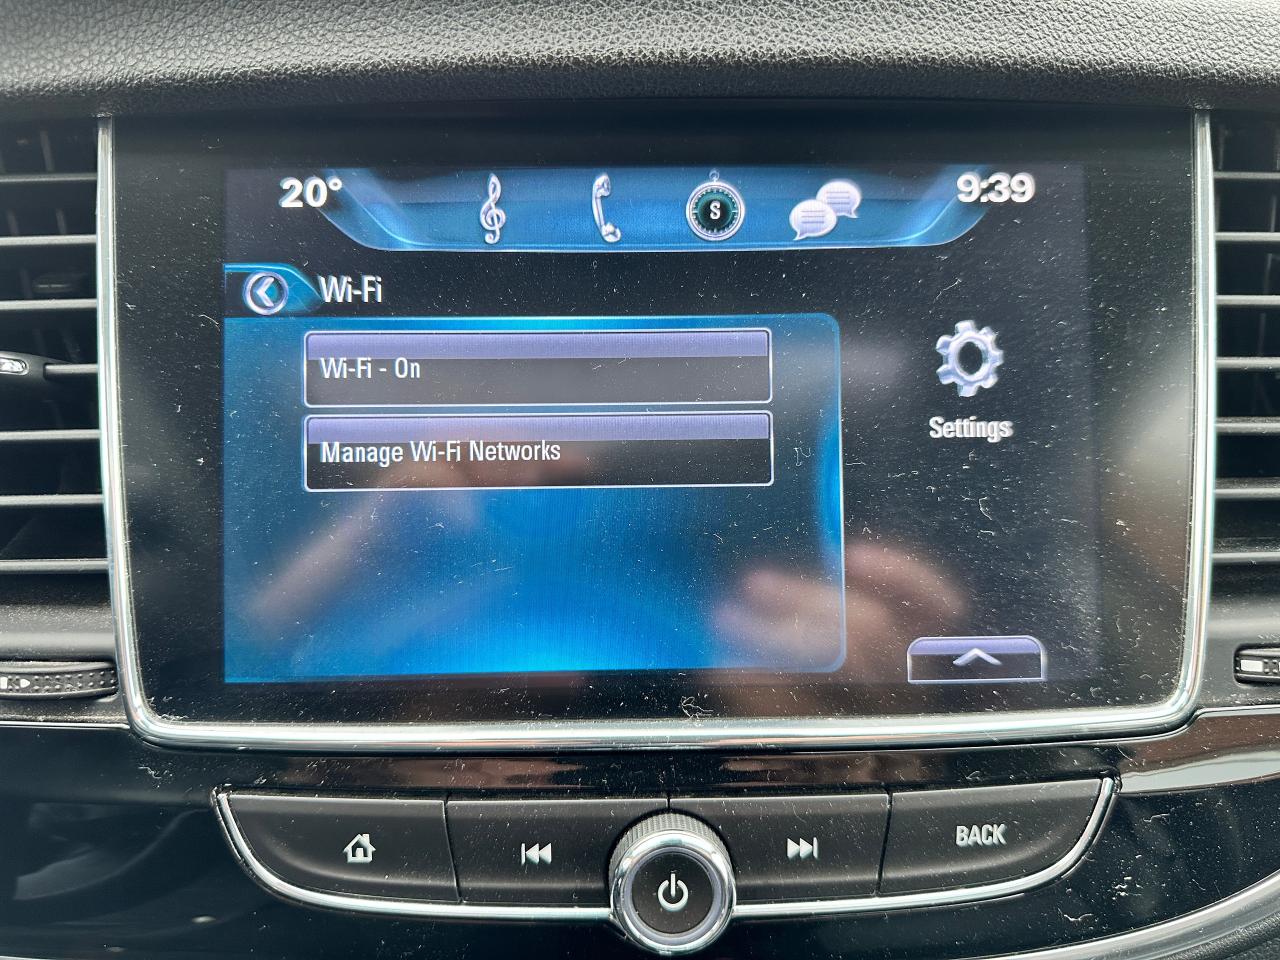 20°
S
9:39
Wi-Fi
Wi-Fi - On
Manage Wi-Fi Networks
Settings
BACK